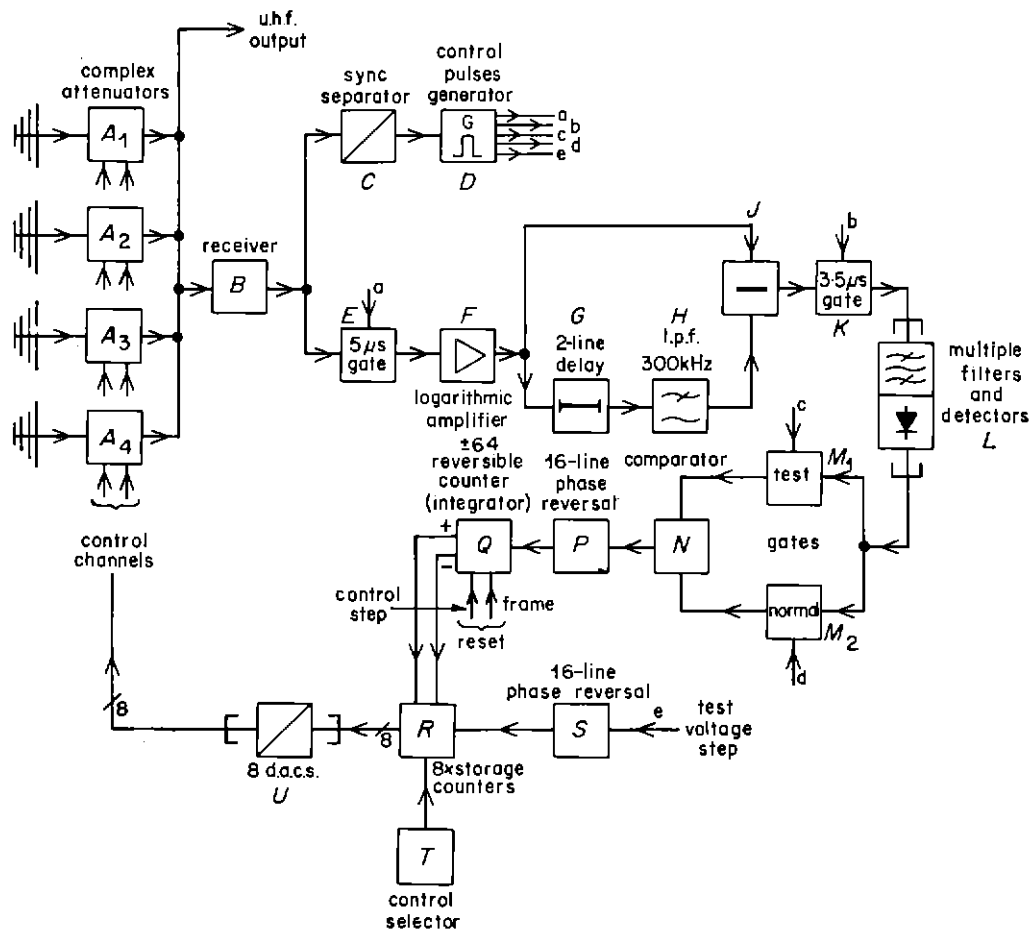 u.h.f.
output
complex
attenuators
sync
separator
control
pulses
generator
A1
G
a
b
c
d
e
C
D
A2
receiver
B
J
b
a
E
F
G
H
l.p.f.
2-line
delay
300kHz
3·5μs
gate
K
5μs
gate
A3
logarithmic
amplifier
multiple
filters
and
detectors
L
A4
±64
reversible
counter
(integrator)
16-line
phase
reversal
comparator
c
test
M1
control
channels
+
−
Q
P
N
gates
normal
M2
d
control
step
frame
reset
16-line
phase reversal
8
8
R
S
e
test
voltage
step
8 d.a.c.s.
U
8xstorage
counters
T
control
selector